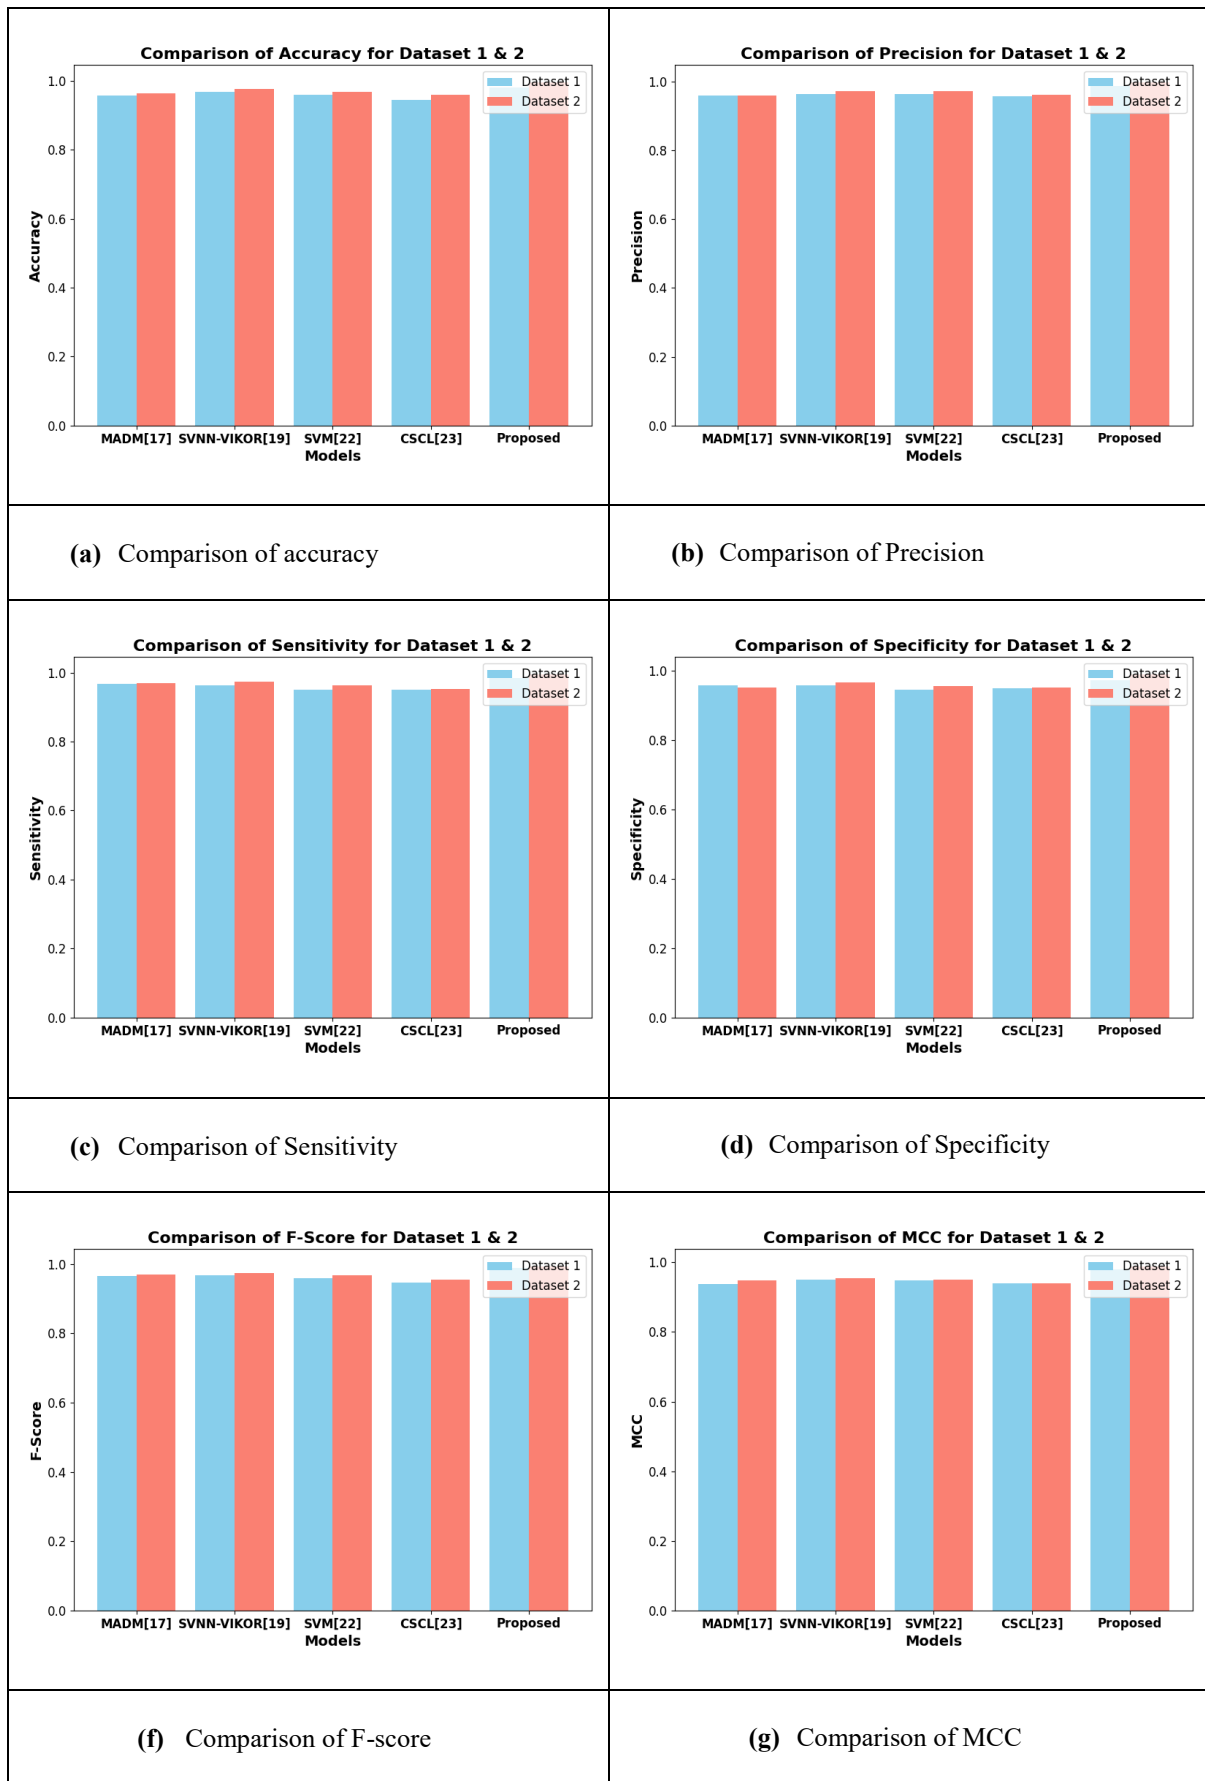 Comparison of Accuracy for Dataset 1 & 2
Dataset 1
Dataset 2
1.0
0.8
0.6
0.4
0.2
0.0
Accuracy
MADM[17] SVNN-VIKOR[19] SVM[22] CSCL[23] Proposed
Models
Comparison of Precision for Dataset 1 & 2
Dataset 1
Dataset 2
1.0
0.8
0.6
0.4
0.2
0.0
Precision
MADM[17] SVNN-VIKOR[19] SVM[22] CSCL[23] Proposed
Models
(a) Comparison of accuracy
(b) Comparison of Precision
Comparison of Sensitivity for Dataset 1 & 2
Dataset 1
Dataset 2
1.0
0.8
0.6
0.4
0.2
0.0
Sensitivity
MADM[17] SVNN-VIKOR[19] SVM[22] CSCL[23] Proposed
Models
Comparison of Specificity for Dataset 1 & 2
Dataset 1
Dataset 2
1.0
0.8
0.6
0.4
0.2
0.0
Specificity
MADM[17] SVNN-VIKOR[19] SVM[22] CSCL[23] Proposed
Models
(c) Comparison of Sensitivity
(d) Comparison of Specificity
Comparison of F-Score for Dataset 1 & 2
Dataset 1
Dataset 2
1.0
0.8
0.6
0.4
0.2
0.0
F-Score
MADM[17] SVNN-VIKOR[19] SVM[22] CSCL[23] Proposed
Models
Comparison of MCC for Dataset 1 & 2
Dataset 1
Dataset 2
1.0
0.8
0.6
0.4
0.2
0.0
MCC
MADM[17] SVNN-VIKOR[19] SVM[22] CSCL[23] Proposed
Models
(f) Comparison of F-score
(g) Comparison of MCC